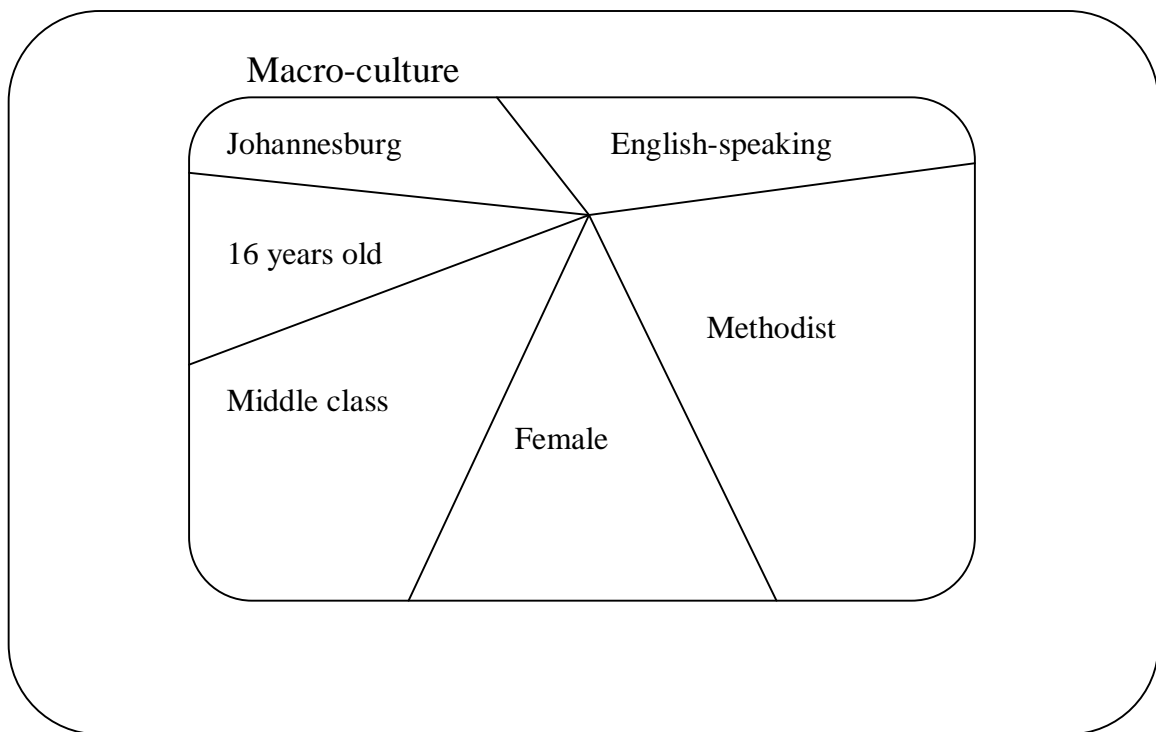 Macro-culture
Johannesburg
English-speaking
16 years old
Methodist
Middle class
Female